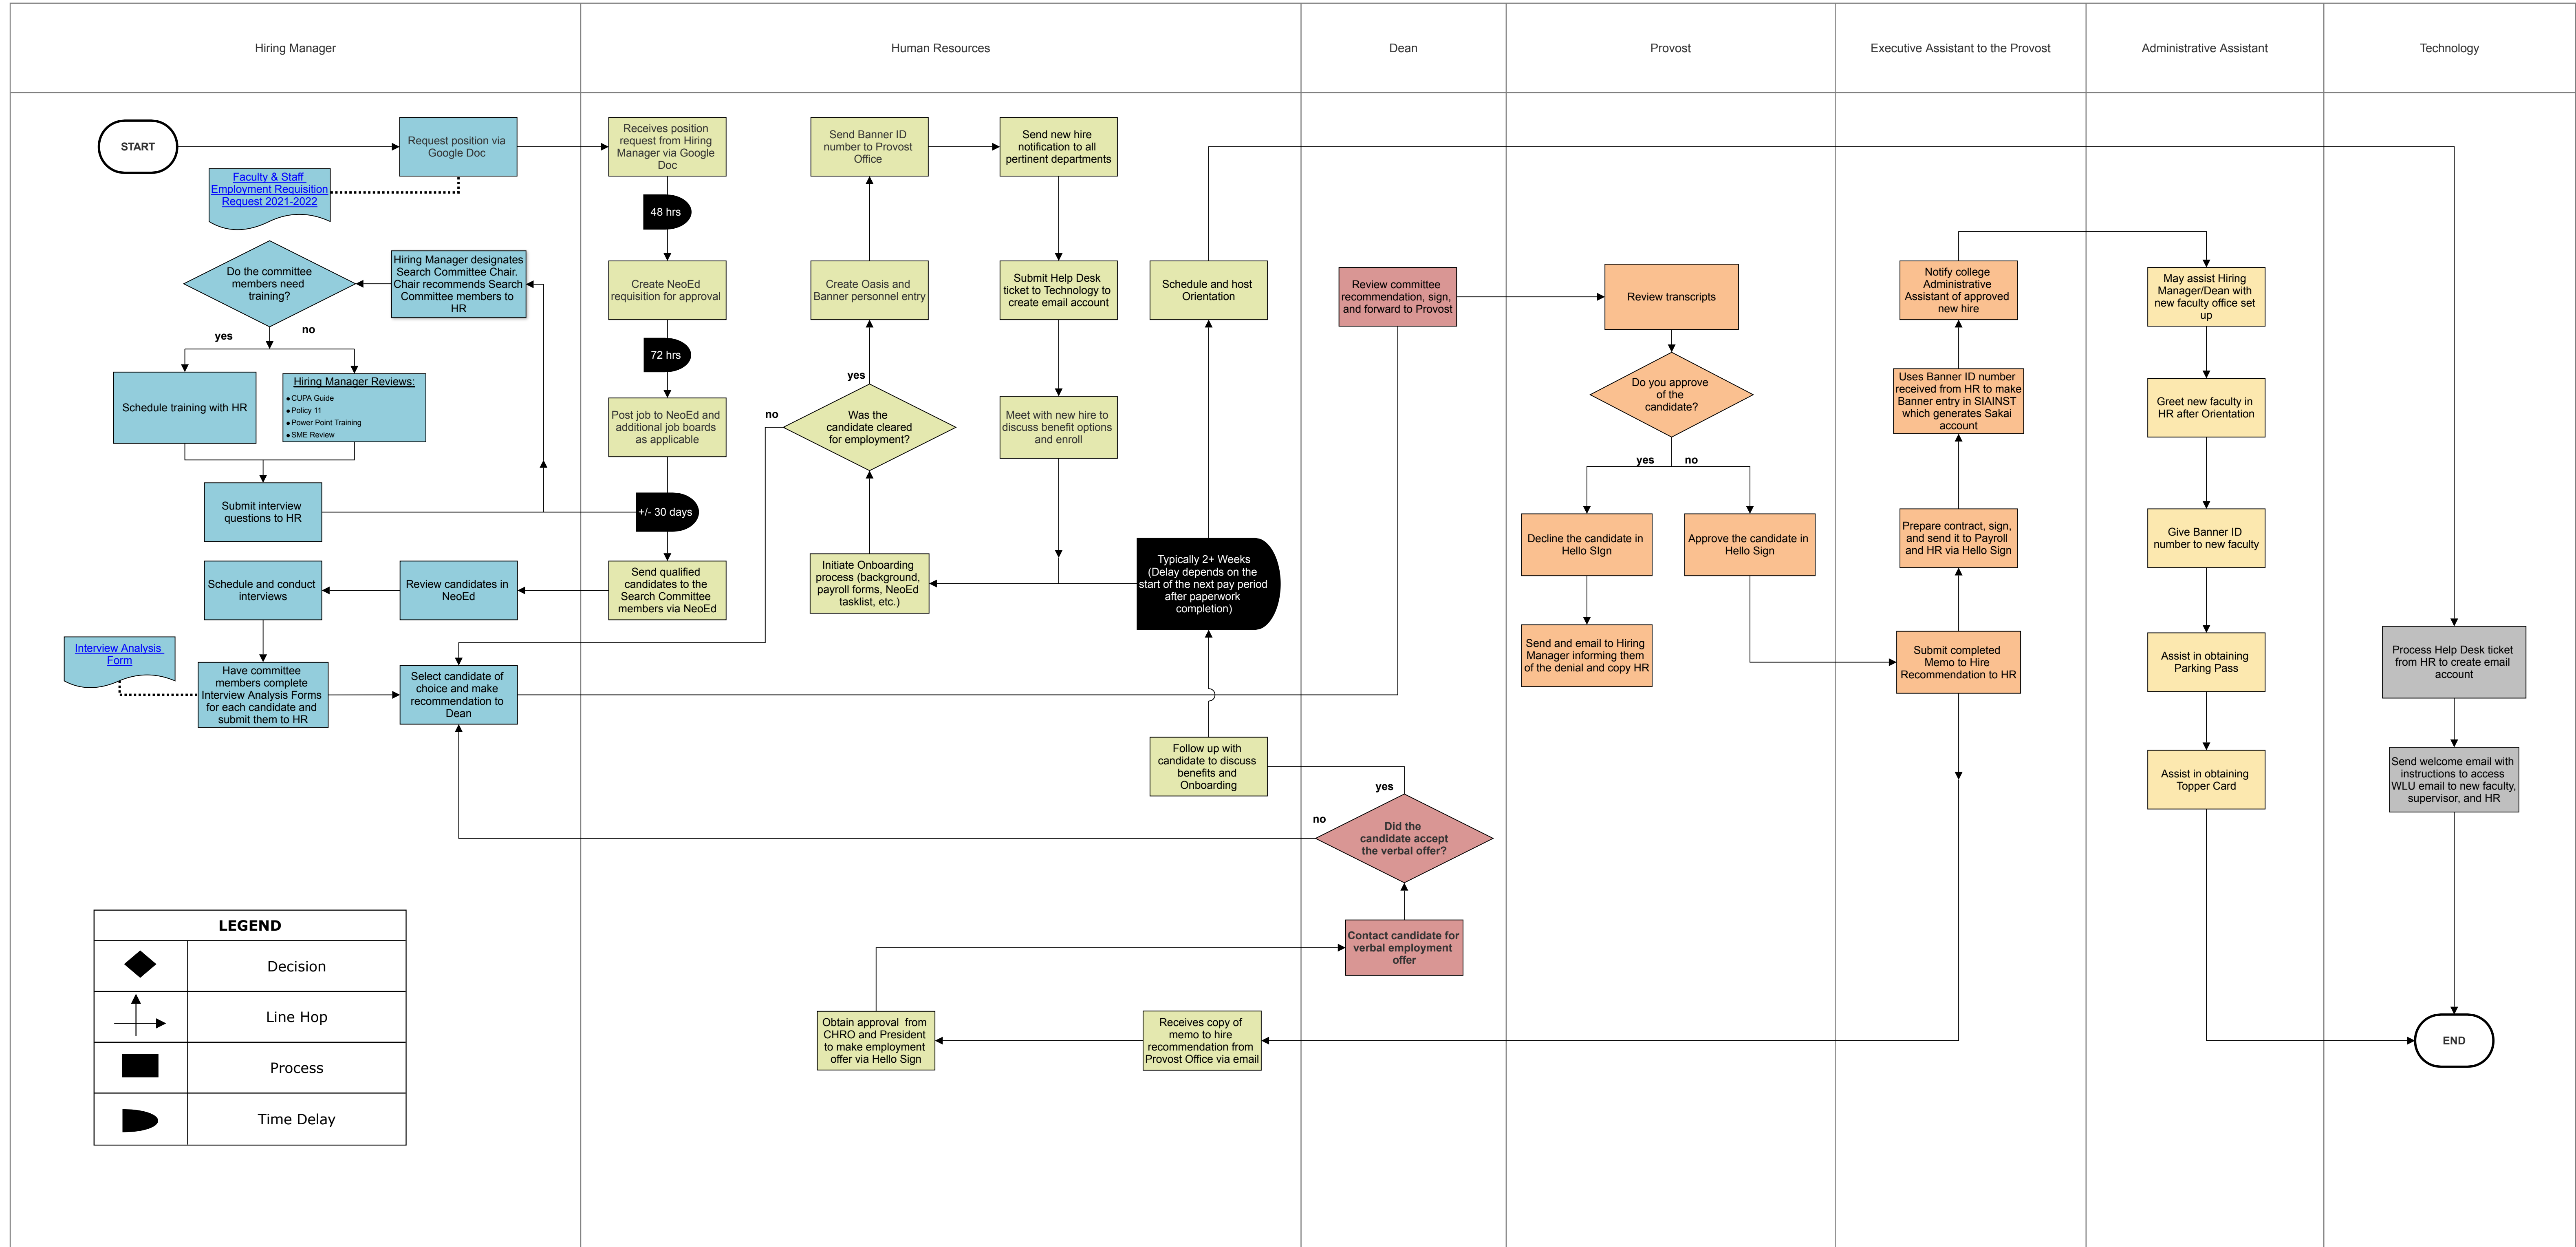 Hiring Manager
Human Resources
Dean
Provost
Executive Assistant to the Provost
Administrative Assistant
Technology
START
Request position via
Google Doc
Faculty & Staff
Employment Requisition
Request 2021-2022
Hiring Manager designates
Search Committee Chair.
Chair recommends Search
Committee members to
HR
Do the committee
members need
training?
yes
no
Schedule training with HR
Hiring Manager Reviews:
● CUPA Guide
● Policy 11
● Power Point Training
● SME Review
Submit interview
questions to HR
Schedule and conduct
interviews
Review candidates in
NeoEd
Interview Analysis
Form
Have committee
members complete
Interview Analysis Forms
for each candidate and
submit them to HR
Select candidate of
choice and make
recommendation to
Dean
LEGEND
Decision
Line Hop
Process
Time Delay
Receives position
request from Hiring
Manager via Google
Doc
48 hrs
Create NeoEd
requisition for approval
72 hrs
Post job to NeoEd and
additional job boards
as applicable
+/- 30 days
Send qualified
candidates to the
Search Committee
members via NeoEd
Send Banner ID
number to Provost
Office
Create Oasis and
Banner personnel entry
yes
no
Was the
candidate cleared
for employment?
Initiate Onboarding
process (background,
payroll forms, NeoEd
tasklist, etc.)
Send new hire
notification to all
pertinent departments
Submit Help Desk
ticket to Technology to
create email account
Meet with new hire to
discuss benefit options
and enroll
Schedule and host
Orientation
Typically 2+ Weeks
(Delay depends on the
start of the next pay period
after paperwork
completion)
Follow up with
candidate to discuss
benefits and
Onboarding
Obtain approval from
CHRO and President
to make employment
offer via Hello Sign
Receives copy of
memo to hire
recommendation from
Provost Office via email
Review committee
recommendation, sign,
and forward to Provost
yes
no
Did the
candidate accept
the verbal offer?
Contact candidate for
verbal employment
offer
Review transcripts
Do you approve
of the
candidate?
yes
no
Decline the candidate in
Hello SIgn
Approve the candidate in
Hello Sign
Send and email to Hiring
Manager informing them
of the denial and copy HR
Notify college
Administrative
Assistant of approved
new hire
Uses Banner ID number
received from HR to make
Banner entry in SIAINST
which generates Sakai
account
Prepare contract, sign,
and send it to Payroll
and HR via Hello Sign
Submit completed
Memo to Hire
Recommendation to HR
May assist Hiring
Manager/Dean with
new faculty office set
up
Greet new faculty in
HR after Orientation
Give Banner ID
number to new faculty
Assist in obtaining
Parking Pass
Assist in obtaining
Topper Card
Process Help Desk ticket
from HR to create email
account
Send welcome email with
instructions to access
WLU email to new faculty,
supervisor, and HR
END